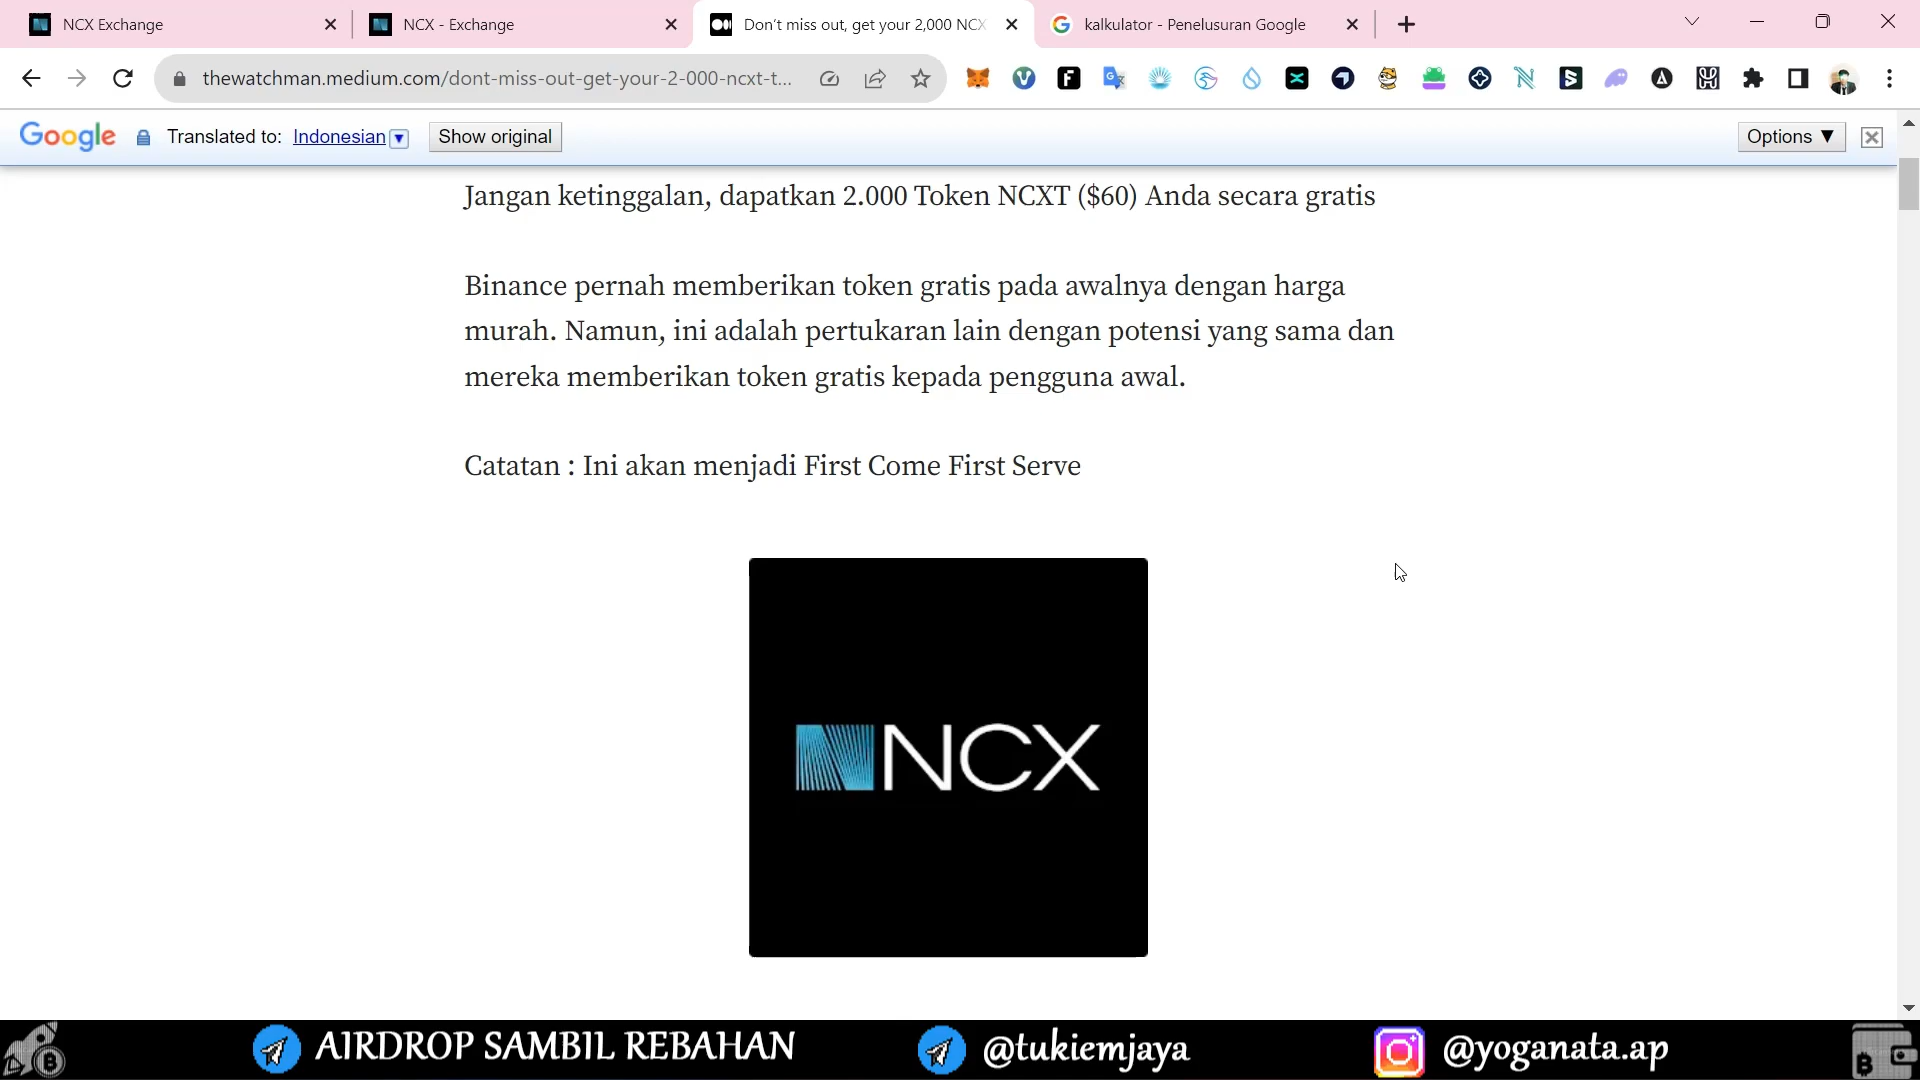 NCX Exchange
NCX - Exchange
Don't miss out, get your 2,000 NCX
kalkulator - Penelusuran Google
thewatchman.medium.com/dont-miss-out-get-your-2-000-ncxt-t...
Google
Translated to: Indonesian
Show original
Options ▼
Jangan ketinggalan, dapatkan 2.000 Token NCXT ($60) Anda secara gratis
Binance pernah memberikan token gratis pada awalnya dengan harga
murah. Namun, ini adalah pertukaran lain dengan potensi yang sama dan
mereka memberikan token gratis kepada pengguna awal.
Catatan : Ini akan menjadi First Come First Serve
NCX
AIRDROP SAMBIL REBAHAN
@tukiemjaya
@yoganata.ap